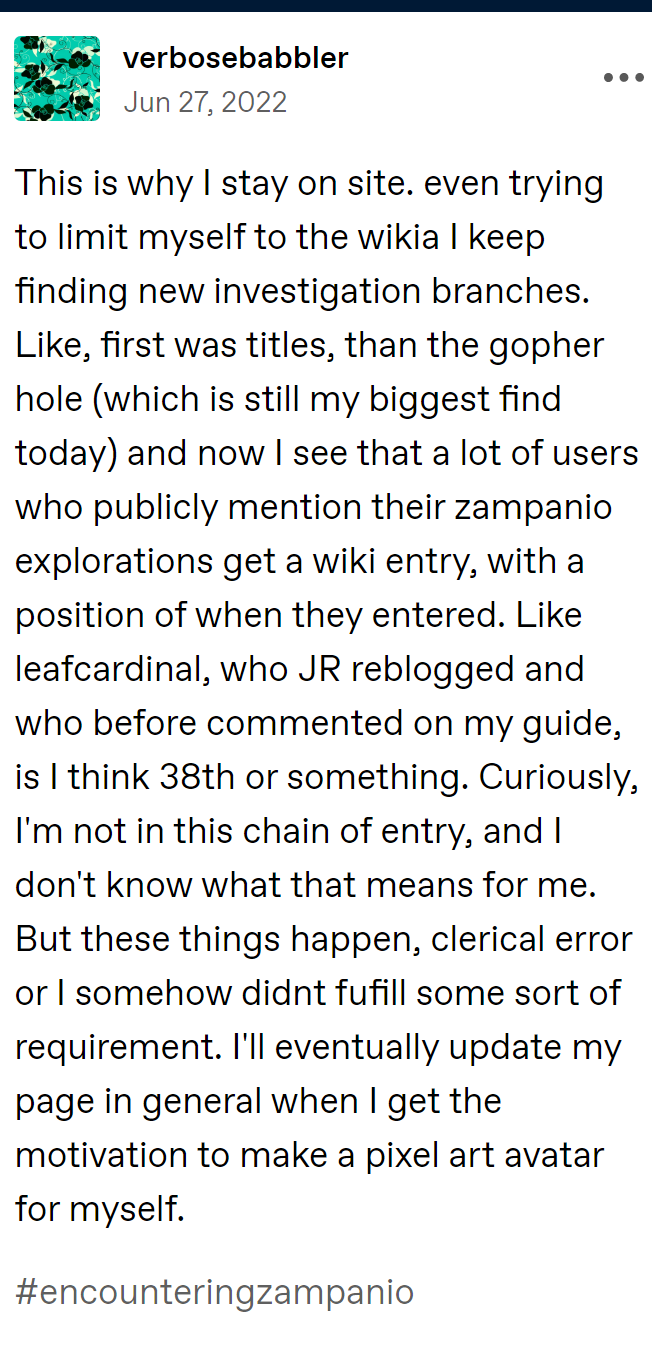 verbosebabbler
Jun 27, 2022
This is why I stay on site. even trying
to limit myself to the wikia I keep
finding new investigation branches.
Like, first was titles, than the gopher
hole (which is still my biggest find
today) and now I see that a lot of users
who publicly mention their zampanio
explorations get a wiki entry, with a
position of when they entered. Like
leafcardinal, who JR reblogged and
who before commented on my guide,
is I think 38th or something. Curiously,
I'm not in this chain of entry, and I
don't know what that means for me.
But these things happen, clerical error
or I somehow didnt fufill some sort of
requirement. I'll eventually update my
page in general when I get the
motivation to make a pixel art avatar
for myself.
#encounteringzampanio